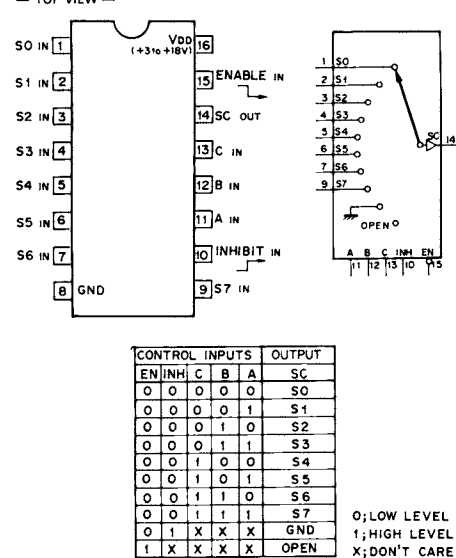 — TOP VIEW —
S0 IN 1
S1 IN 2
S2 IN 3
S3 IN 4
S4 IN 5
S5 IN 6
S6 IN 7
8 GND
VDD 16
(+3to+18V)
15 ENABLE IN
14 SC OUT
13 C IN
12 B IN
11 A IN
10 INHIBIT IN
9 S7 IN
1 S0
2 S1
3 S2
4 S3
5 S4
6 S5
7 S6
9 S7
SC 14
OPEN
A B C INH EN
11 12 13 10 15
CONTROL INPUTS OUTPUT
EN INH C B A SC
0 0 0 0 0 S0
0 0 0 0 1 S1
0 0 0 1 0 S2
0 0 0 1 1 S3
0 0 1 0 0 S4
0 0 1 0 1 S5
0 0 1 1 0 S6
0 0 1 1 1 S7
0 1 X X X GND
1 X X X X OPEN
0;LOW LEVEL
1;HIGH LEVEL
X;DON'T CARE